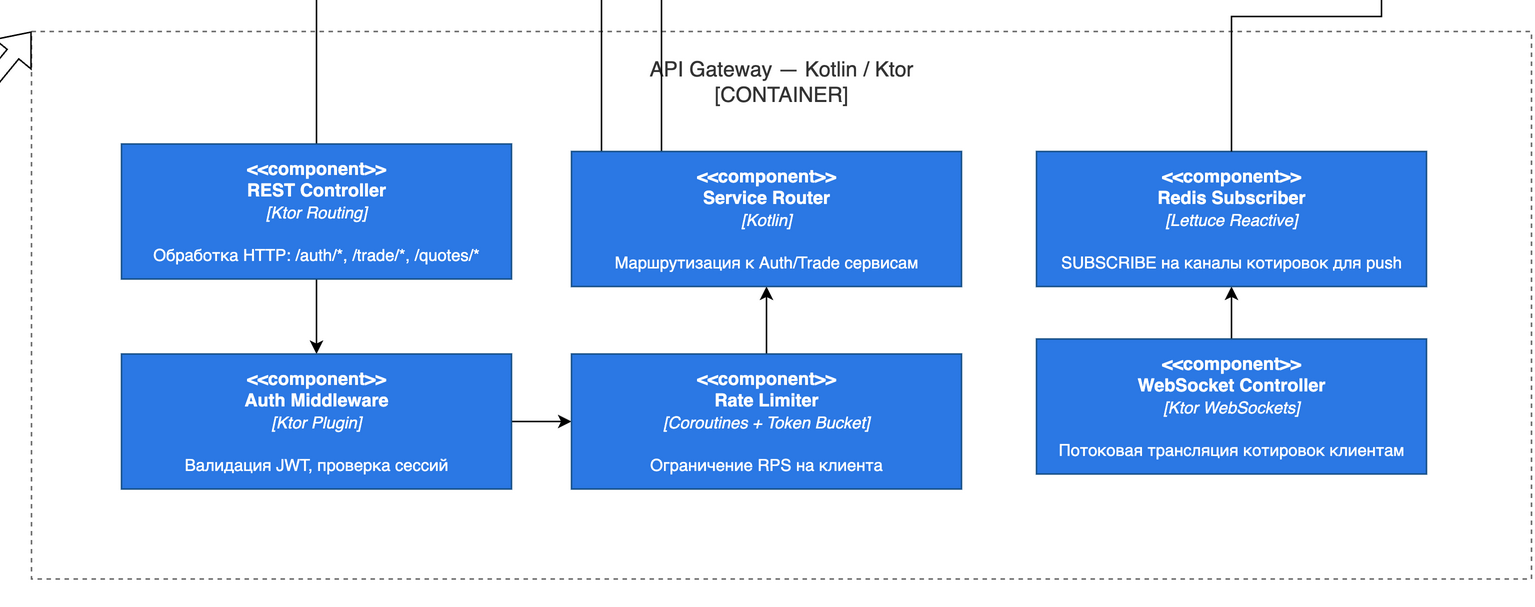 API Gateway — Kotlin / Ktor
[CONTAINER]
<<component>>
REST Controller
[Ktor Routing]
Обработка HTTP: /auth/*, /trade/*, /quotes/*
<<component>>
Service Router
[Kotlin]
Маршрутизация к Auth/Trade сервисам
<<component>>
Redis Subscriber
[Lettuce Reactive]
SUBSCRIBE на каналы котировок для push
<<component>>
Auth Middleware
[Ktor Plugin]
Валидация JWT, проверка сессий
<<component>>
Rate Limiter
[Coroutines + Token Bucket]
Ограничение RPS на клиента
<<component>>
WebSocket Controller
[Ktor WebSockets]
Потоковая трансляция котировок клиентам